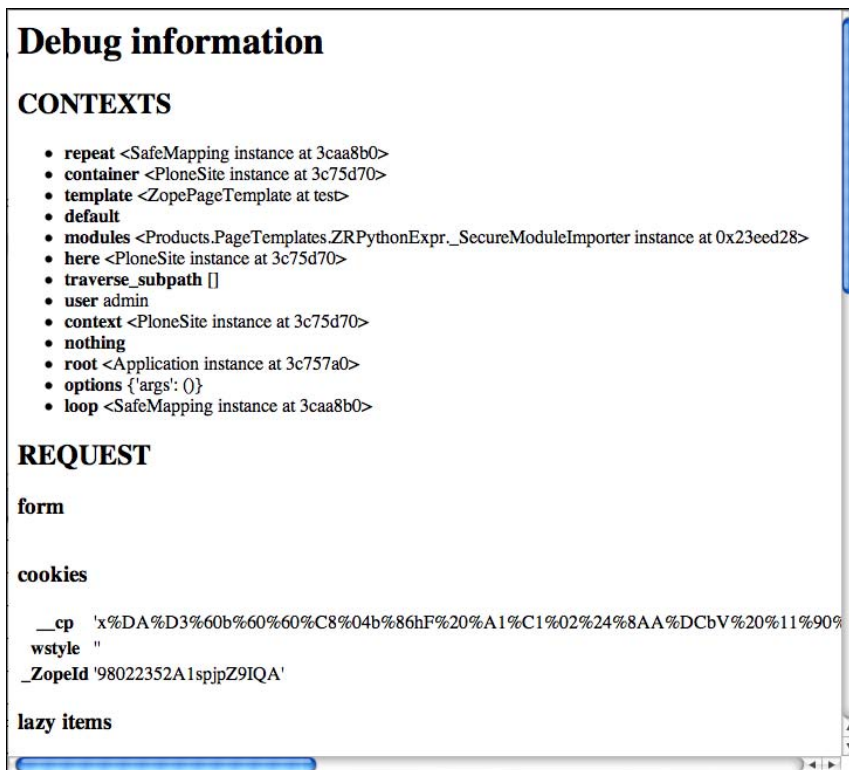 Debug information
CONTEXTS
• repeat <SafeMapping instance at 3caa8b0>
• container <PloneSite instance at 3c75d70>
• template <ZopePageTemplate at test>
• default
• modules <Products.PageTemplates.ZRPythonExpr._SecureModuleImporter instance at 0x23eed28>
• here <PloneSite instance at 3c75d70>
• traverse_subpath []
• user admin
• context <PloneSite instance at 3c75d70>
• nothing
• root <Application instance at 3c757a0>
• options {'args': ()}
• loop <SafeMapping instance at 3caa8b0>
REQUEST
form
cookies
__cp 'x%DA%D3%60b%60%60%C8%04b%86hF%20%A1%C1%02%24%8AA%DCbV%20%11%90%
wstyle ''
_ZopeId '98022352A1spjpZ9IQA'
lazy items